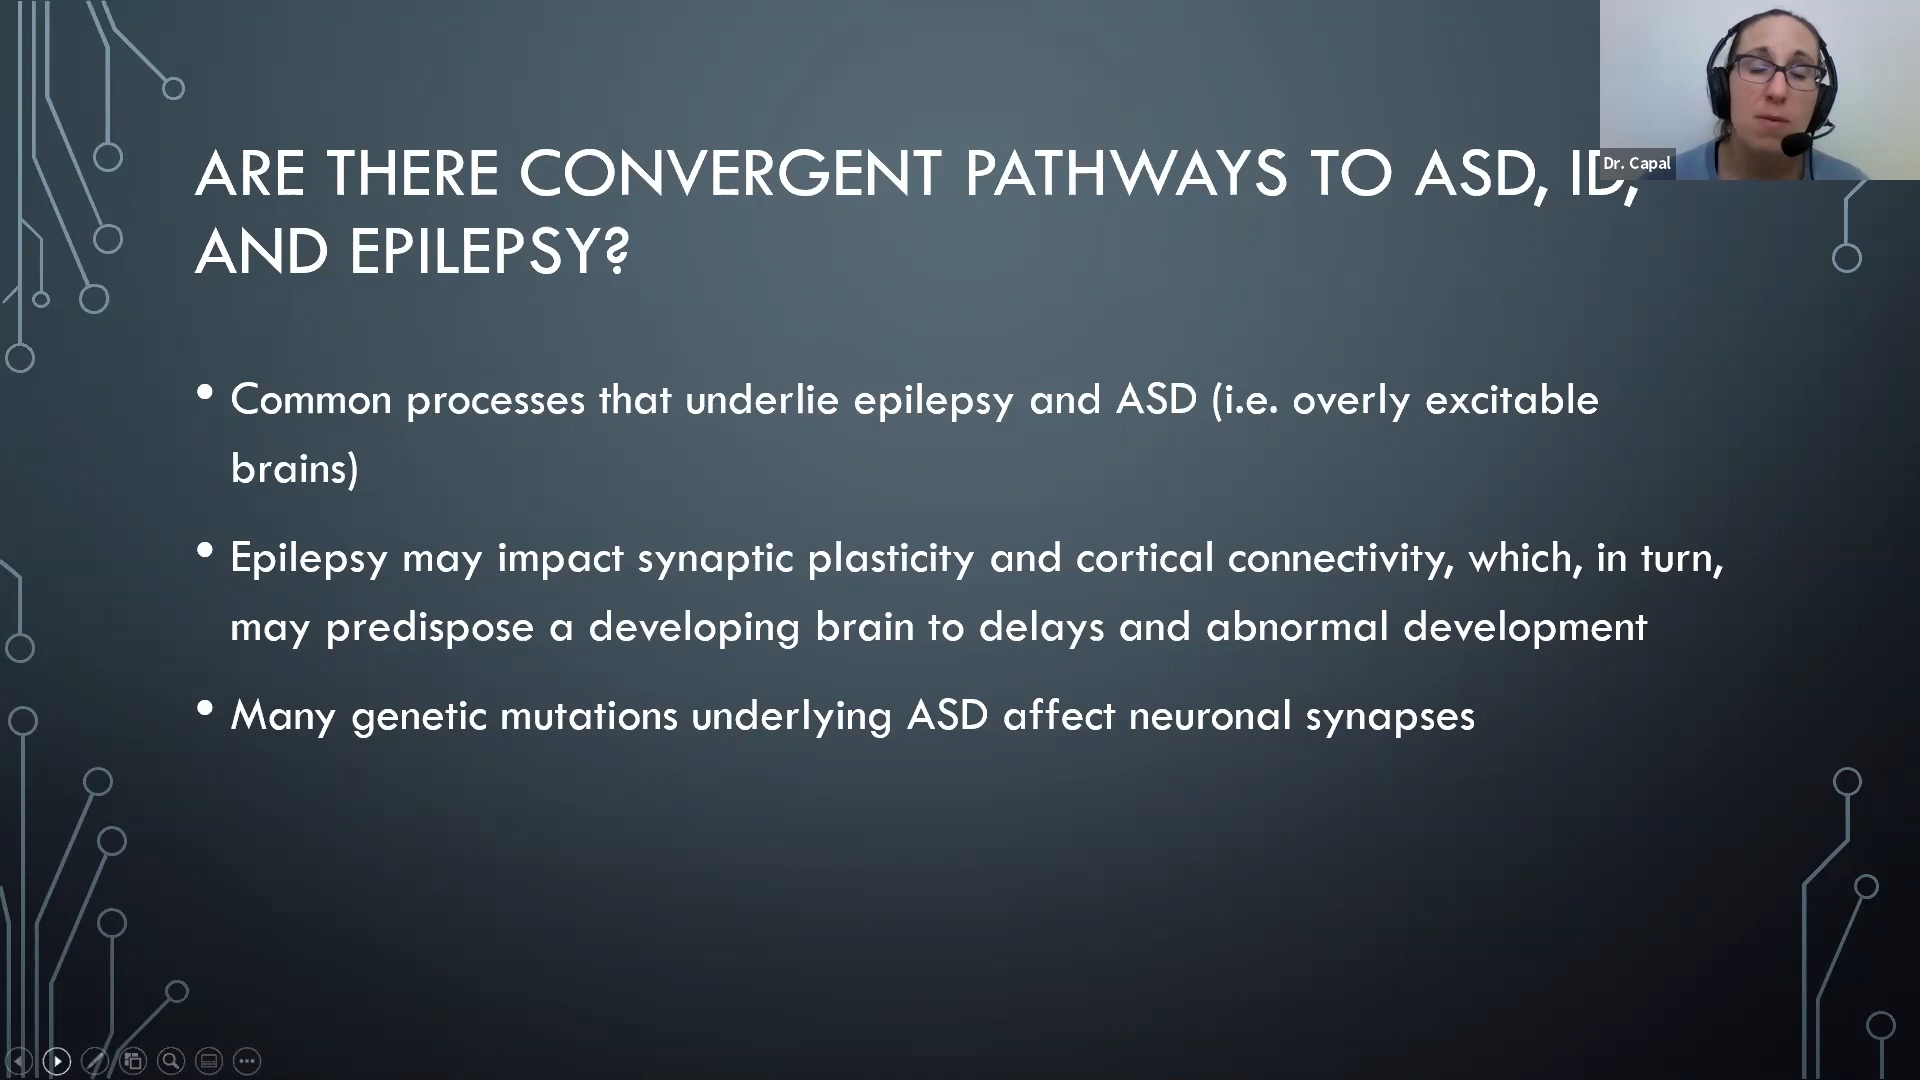 ARE THERE CONVERGENT PATHWAYS TO ASD, ID,
AND EPILEPSY?
Dr. Capal
• Common processes that underlie epilepsy and ASD (i.e. overly excitable
brains)
• Epilepsy may impact synaptic plasticity and cortical connectivity, which, in turn,
may predispose a developing brain to delays and abnormal development
• Many genetic mutations underlying ASD affect neuronal synapses